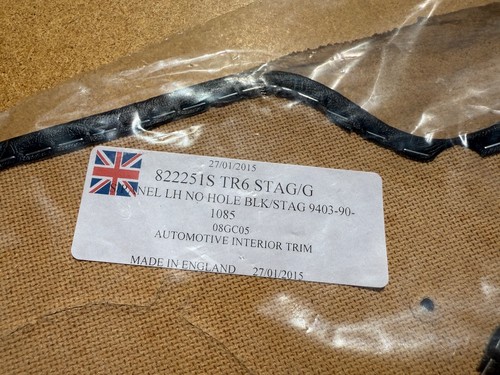 27/01/2015
822251S TR6 STAG/G
NEL LH NO HOLE BLK/STAG 9403-90-
1085
08GC05
AUTOMOTIVE INTERIOR TRIM
MADE IN ENGLAND 27/01/2015